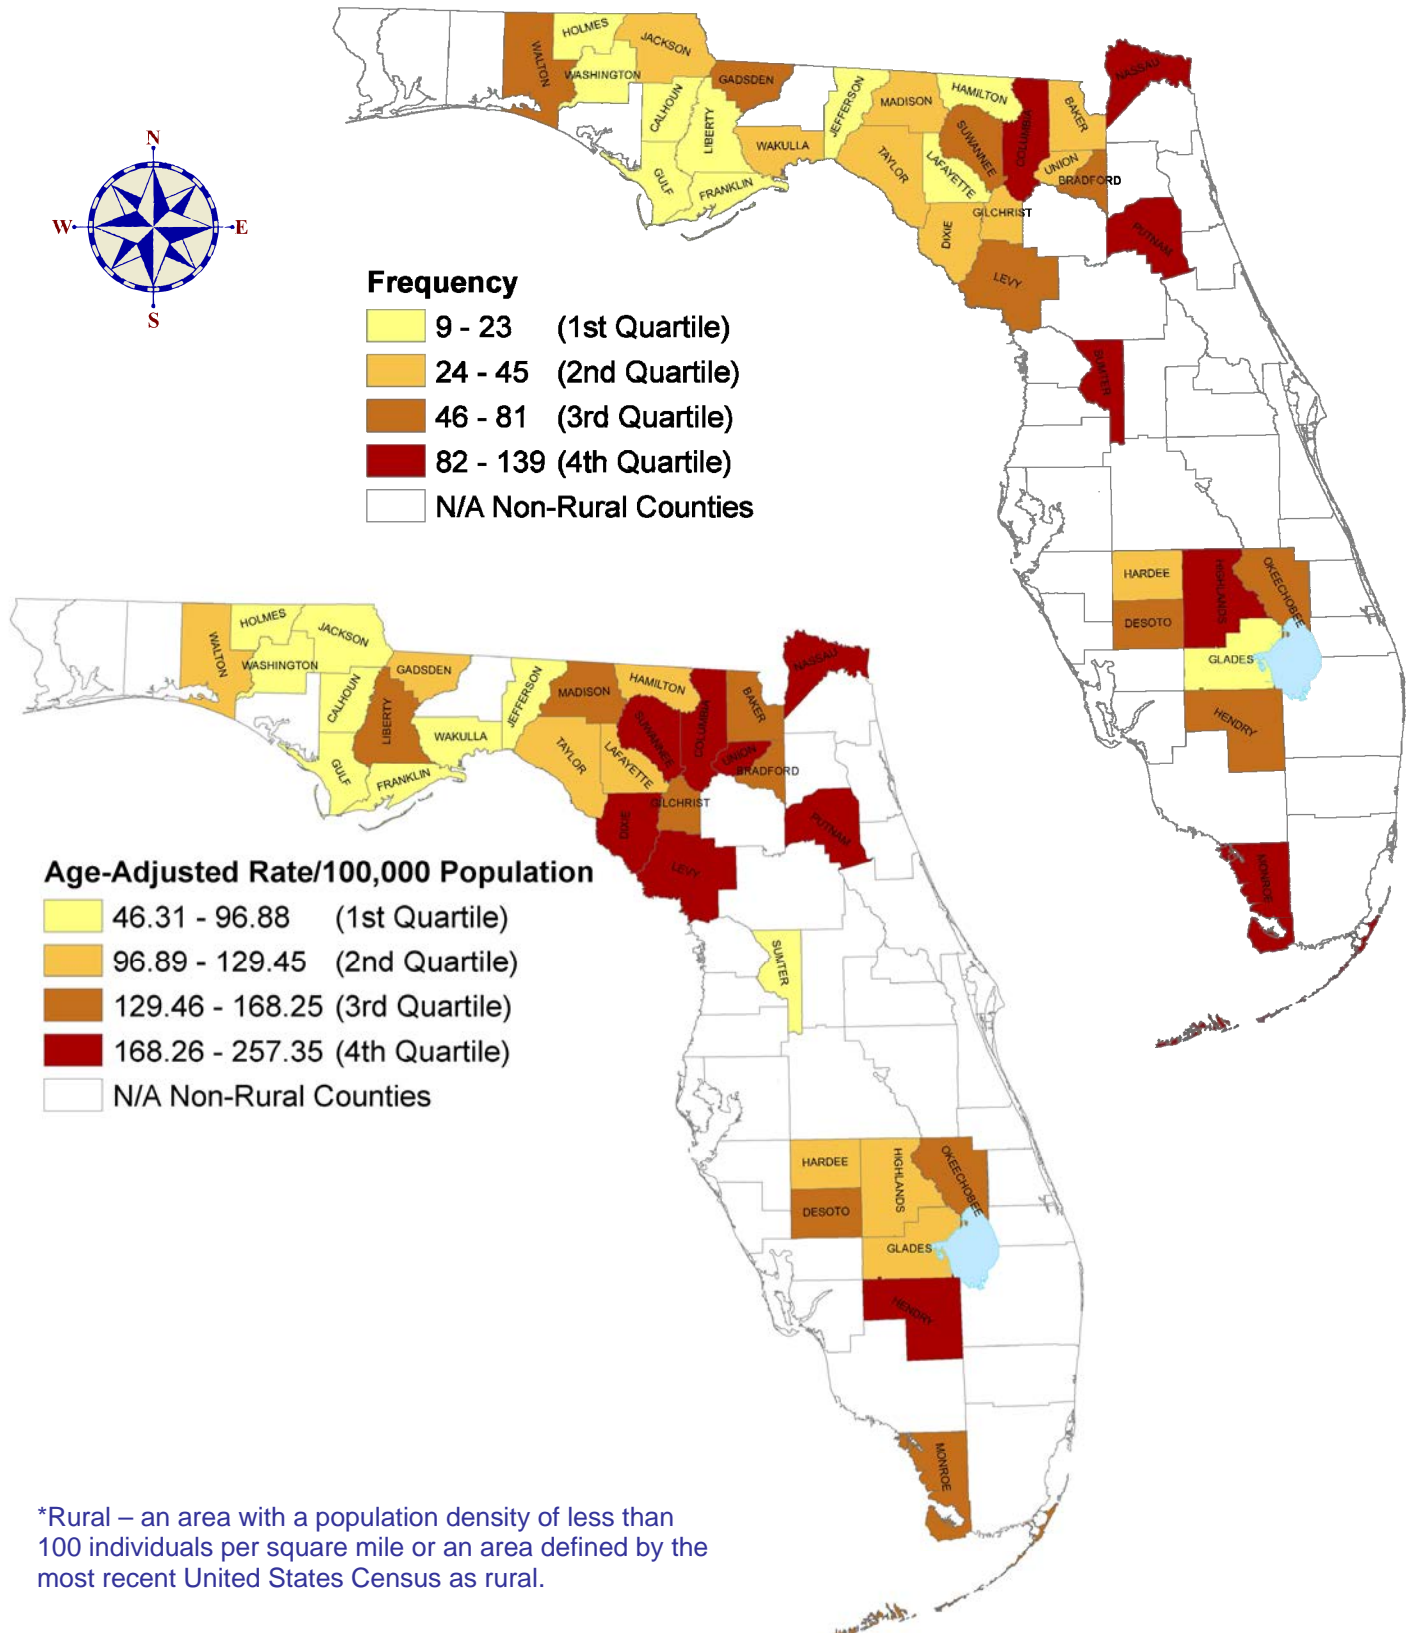 HOLMES
JACKSON
WALTON
WASHINGTON
GADSDEN
CALHOUN
LIBERTY
GULF
FRANKLIN
WAKULLA
JEFFERSON
MADISON
HAMILTON
TAYLOR
SUWANNEE
LAFAYETTE
COLUMBIA
BAKER
NASSAU
UNION
BRADFORD
GILCHRIST
DIXIE
LEVY
PUTNAM
SUMTER
HARDEE
HIGHLANDS
OKEECHOBEE
DESOTO
GLADES
HENDRY
MONROE
N
W
E
S
Frequency
9 - 23 (1st Quartile)
24 - 45 (2nd Quartile)
46 - 81 (3rd Quartile)
82 - 139 (4th Quartile)
N/A Non-Rural Counties
HOLMES
JACKSON
WALTON
WASHINGTON
GADSDEN
CALHOUN
LIBERTY
GULF
FRANKLIN
WAKULLA
JEFFERSON
MADISON
HAMILTON
TAYLOR
SUWANNEE
LAFAYETTE
COLUMBIA
BAKER
NASSAU
UNION
BRADFORD
GILCHRIST
DIXIE
LEVY
PUTNAM
SUMTER
HARDEE
HIGHLANDS
OKEECHOBEE
DESOTO
GLADES
HENDRY
MONROE
Age-Adjusted Rate/100,000 Population
46.31 - 96.88 (1st Quartile)
96.89 - 129.45 (2nd Quartile)
129.46 - 168.25 (3rd Quartile)
168.26 - 257.35 (4th Quartile)
N/A Non-Rural Counties
*Rural – an area with a population density of less than
100 individuals per square mile or an area defined by the
most recent United States Census as rural.